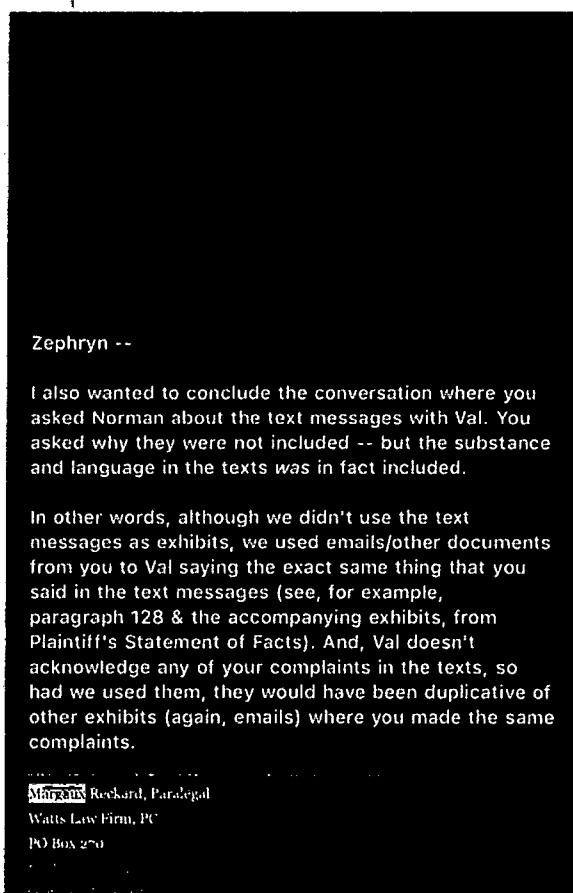 Zephryn --
I also wanted to conclude the conversation where you
asked Norman about the text messages with Val. You
asked why they were not included -- but the substance
and language in the texts was in fact included.
In other words, although we didn't use the text
messages as exhibits, we used emails/other documents
from you to Val saying the exact same thing that you
said in the text messages (see, for example,
paragraph 128 & the accompanying exhibits, from
Plaintiff's Statement of Facts). And, Val doesn't
acknowledge any of your complaints in the texts, so
had we used them, they would have been duplicative of
other exhibits (again, emails) where you made the same
complaints.
Margaux Reckard, Paralegal
Watts Law Firm, PC
PO Box 270